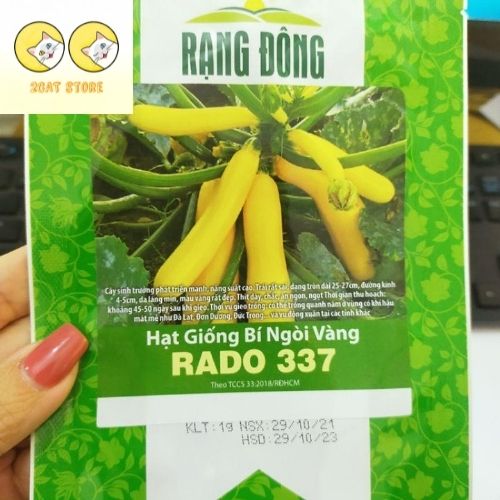 2CAT STORE
RẠNG ĐÔNG
Cây sinh trưởng phát triển mạnh, năng suất cao. Trái rất sai, dạng tròn dài 25-27cm, đường kính
4-5cm, da láng mịn, màu vàng rất đẹp. Thịt dày, chắc, ăn ngon, ngọt Thời gian thu hoạch:
khoảng 45-50 ngày sau khi gieo. Thời vụ gieo trồng: có thể trồng quanh năm ở vùng có khí hậu
mát mẻ như Đà Lạt, Đơn Dương, Đức Trọng... và vụ đông xuân tại các tỉnh khác
Hạt Giống Bí Ngòi Vàng
RADO 337
Theo TCCS 33:2018/RĐHCM
KLT:1g NSX:29/10/21
HSD:29/10/23